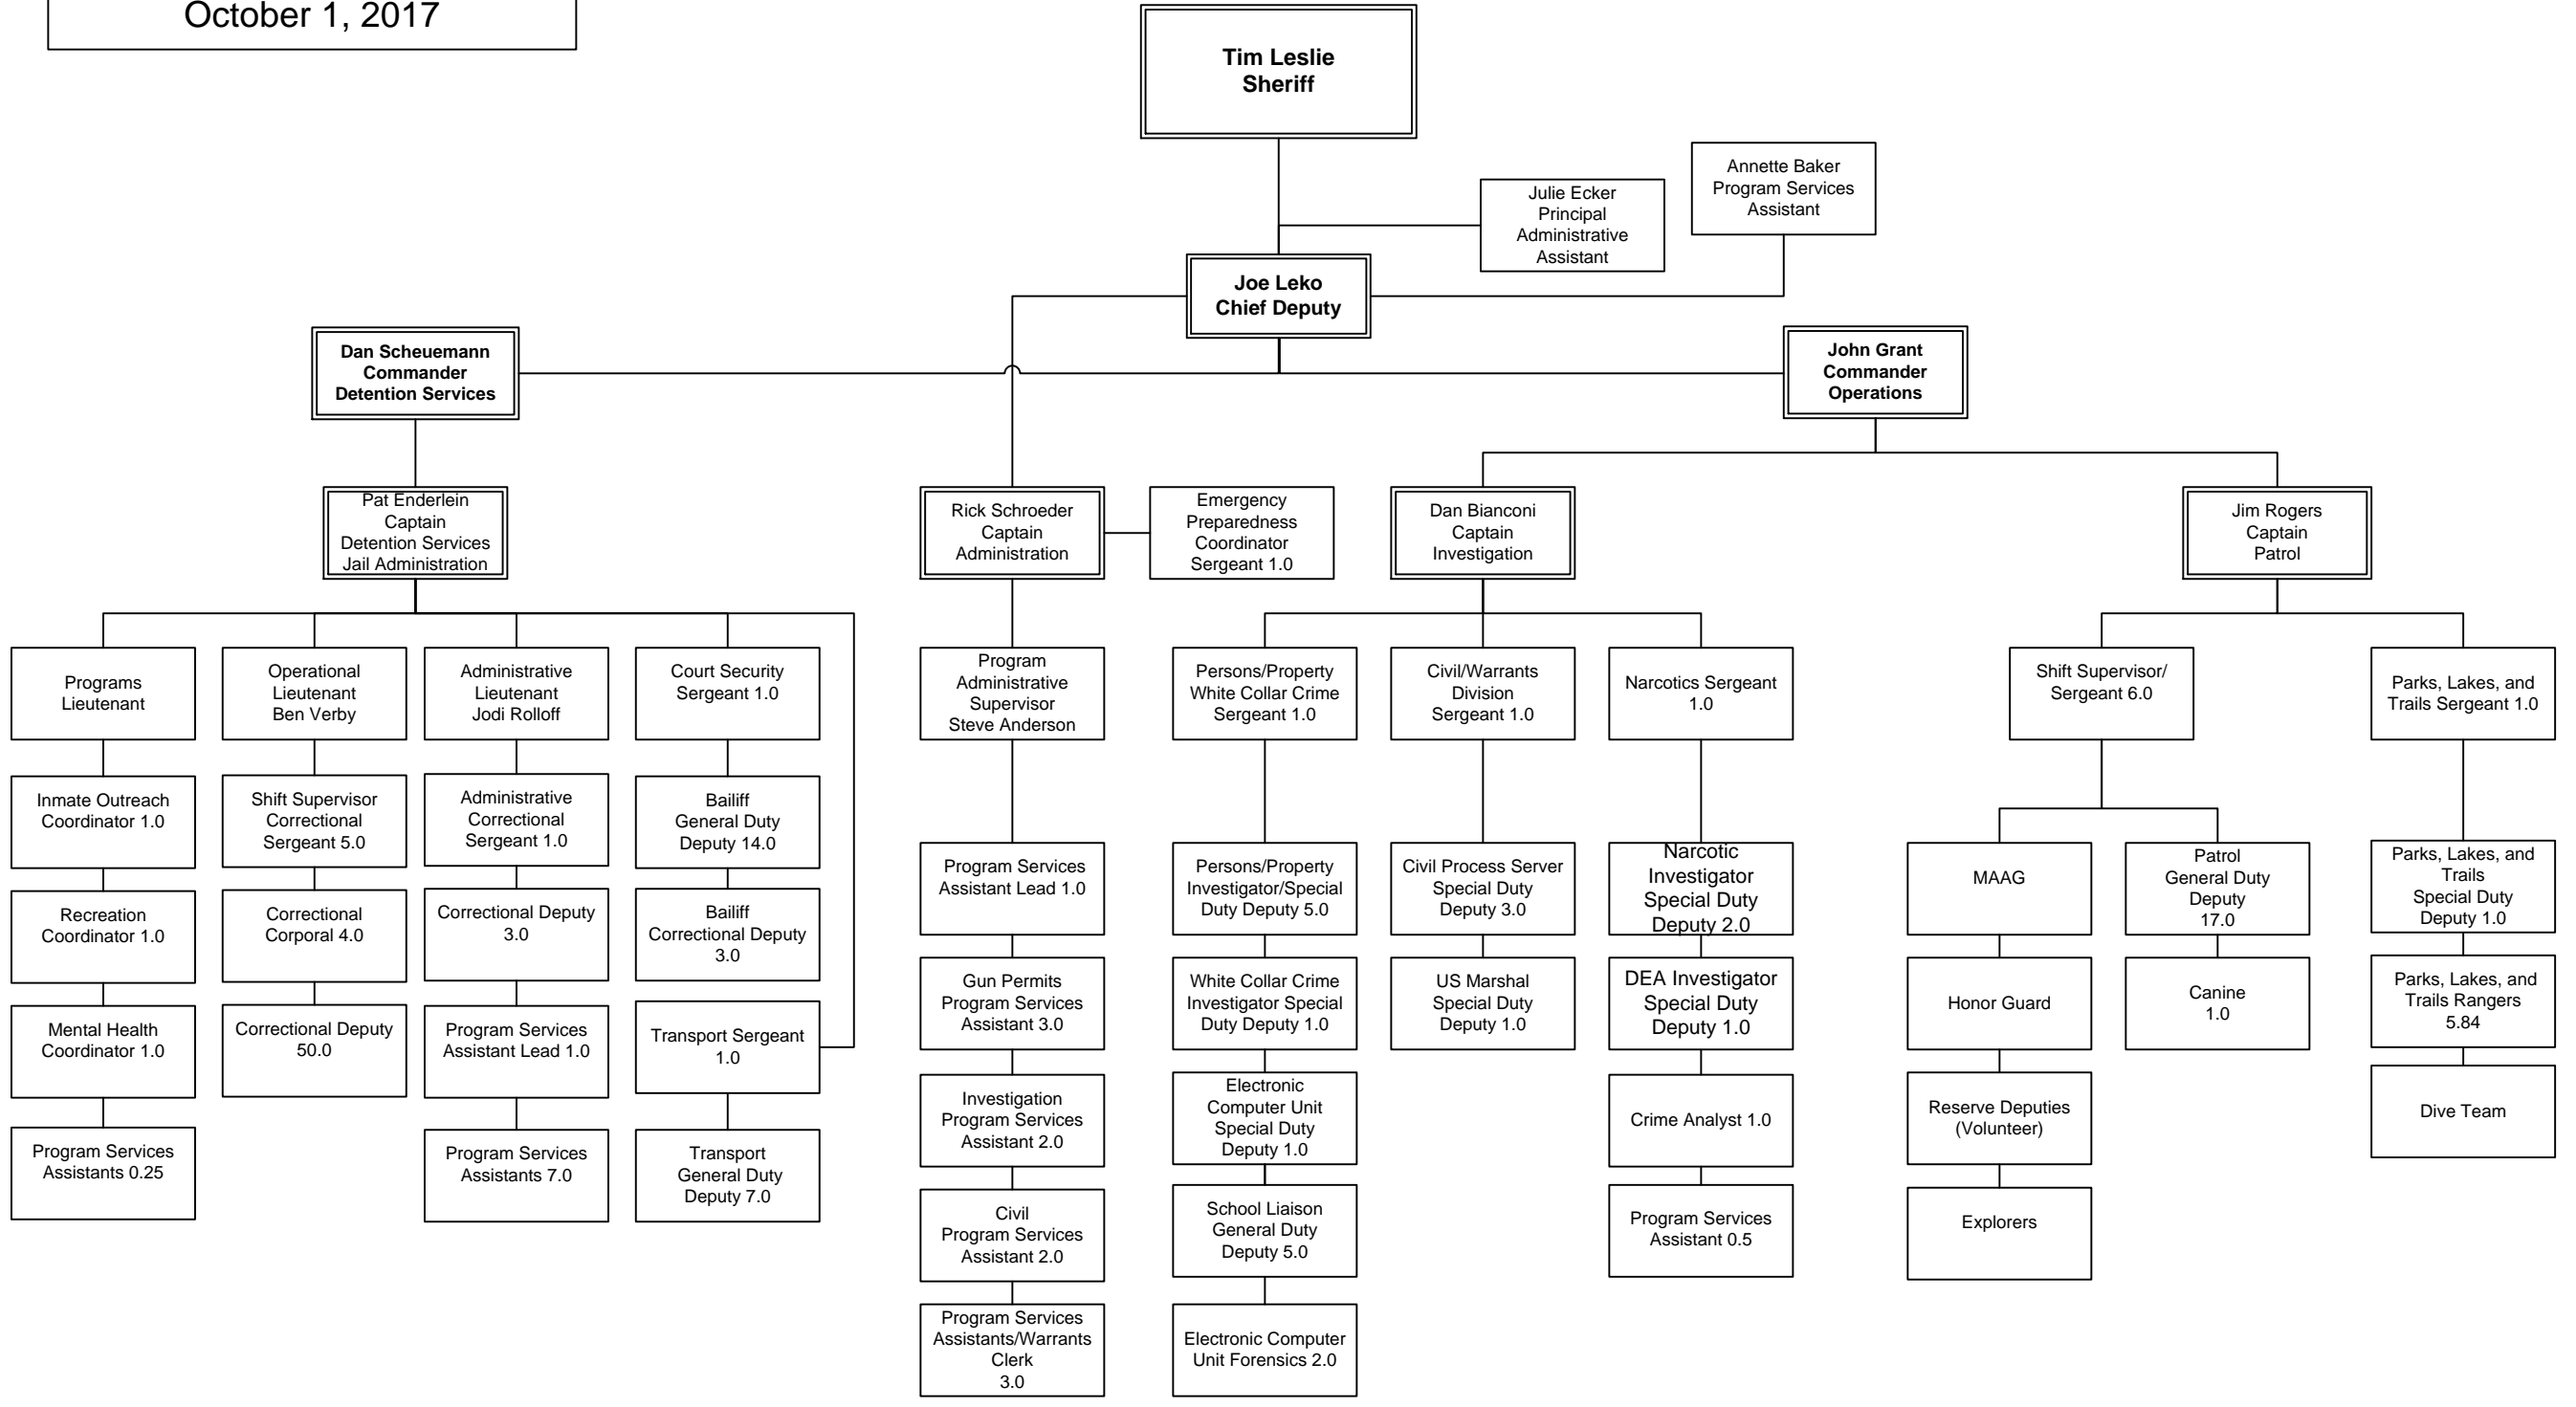 October 1, 2017
Tim Leslie
Sheriff
Annette Baker
Program Services
Assistant
Julie Ecker
Principal
Administrative
Assistant
Joe Leko
Chief Deputy
Dan Scheuemann
Commander
Detention Services
John Grant
Commander
Operations
Pat Enderlein
Captain
Detention Services
Jail Administration
Rick Schroeder
Captain
Administration
Emergency
Preparedness
Coordinator
Sergeant 1.0
Dan Bianconi
Captain
Investigation
Jim Rogers
Captain
Patrol
Programs
Lieutenant
Inmate Outreach
Coordinator 1.0
Recreation
Coordinator 1.0
Mental Health
Coordinator 1.0
Program Services
Assistants 0.25
Operational
Lieutenant
Ben Verby
Shift Supervisor
Correctional
Sergeant 5.0
Correctional
Corporal 4.0
Correctional Deputy
50.0
Administrative
Lieutenant
Jodi Rolloff
Administrative
Correctional
Sergeant 1.0
Correctional Deputy
3.0
Program Services
Assistant Lead 1.0
Program Services
Assistants 7.0
Court Security
Sergeant 1.0
Bailiff
General Duty
Deputy 14.0
Bailiff
Correctional Deputy
3.0
Transport Sergeant
1.0
Transport
General Duty
Deputy 7.0
Program
Administrative
Supervisor
Steve Anderson
Program Services
Assistant Lead 1.0
Gun Permits
Program Services
Assistant 3.0
Investigation
Program Services
Assistant 2.0
Civil
Program Services
Assistant 2.0
Program Services
Assistants/Warrants
Clerk
3.0
Persons/Property
White Collar Crime
Sergeant 1.0
Persons/Property
Investigator/Special
Duty Deputy 5.0
White Collar Crime
Investigator Special
Duty Deputy 1.0
Electronic
Computer Unit
Special Duty
Deputy 1.0
School Liaison
General Duty
Deputy 5.0
Electronic Computer
Unit Forensics 2.0
Civil/Warrants
Division
Sergeant 1.0
Civil Process Server
Special Duty
Deputy 3.0
US Marshal
Special Duty
Deputy 1.0
Narcotics Sergeant
1.0
Narcotic
Investigator
Special Duty
Deputy 2.0
DEA Investigator
Special Duty
Deputy 1.0
Crime Analyst 1.0
Program Services
Assistant 0.5
Shift Supervisor/
Sergeant 6.0
MAAG
Honor Guard
Reserve Deputies
(Volunteer)
Explorers
Patrol
General Duty
Deputy
17.0
Canine
1.0
Parks, Lakes, and
Trails Sergeant 1.0
Parks, Lakes, and
Trails
Special Duty
Deputy 1.0
Parks, Lakes, and
Trails Rangers
5.84
Dive Team